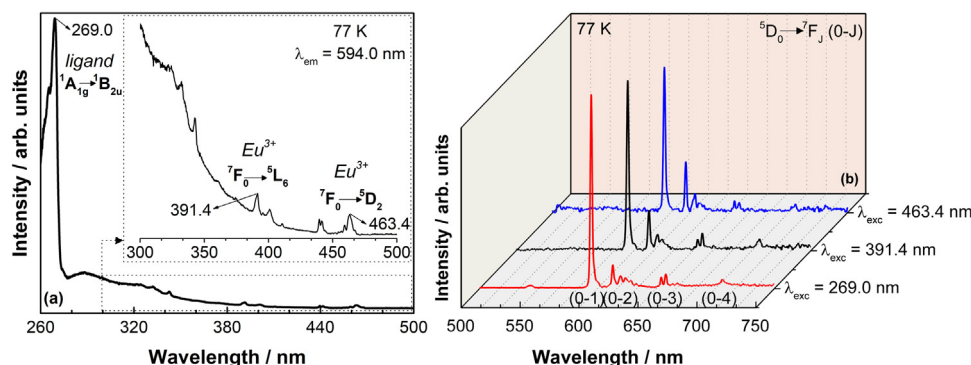 269.0
ligand
¹A₁g→¹B₂u
77 K
λem = 594.0 nm
Eu³⁺
⁷F₀→⁵L₆
391.4
Eu³⁺
⁷F₀→⁵D₂
463.4
300 350 400 450 500
(a)
260 320 380 440 500
Wavelength / nm
Intensity / arb. units
77 K
⁵D₀→⁷FJ (0-J)
(b)
λexc = 463.4 nm
λexc = 391.4 nm
λexc = 269.0 nm
(0-1) (0-2) (0-3) (0-4)
500 550 600 650 700 750
Wavelength / nm
Intensity / arb. units